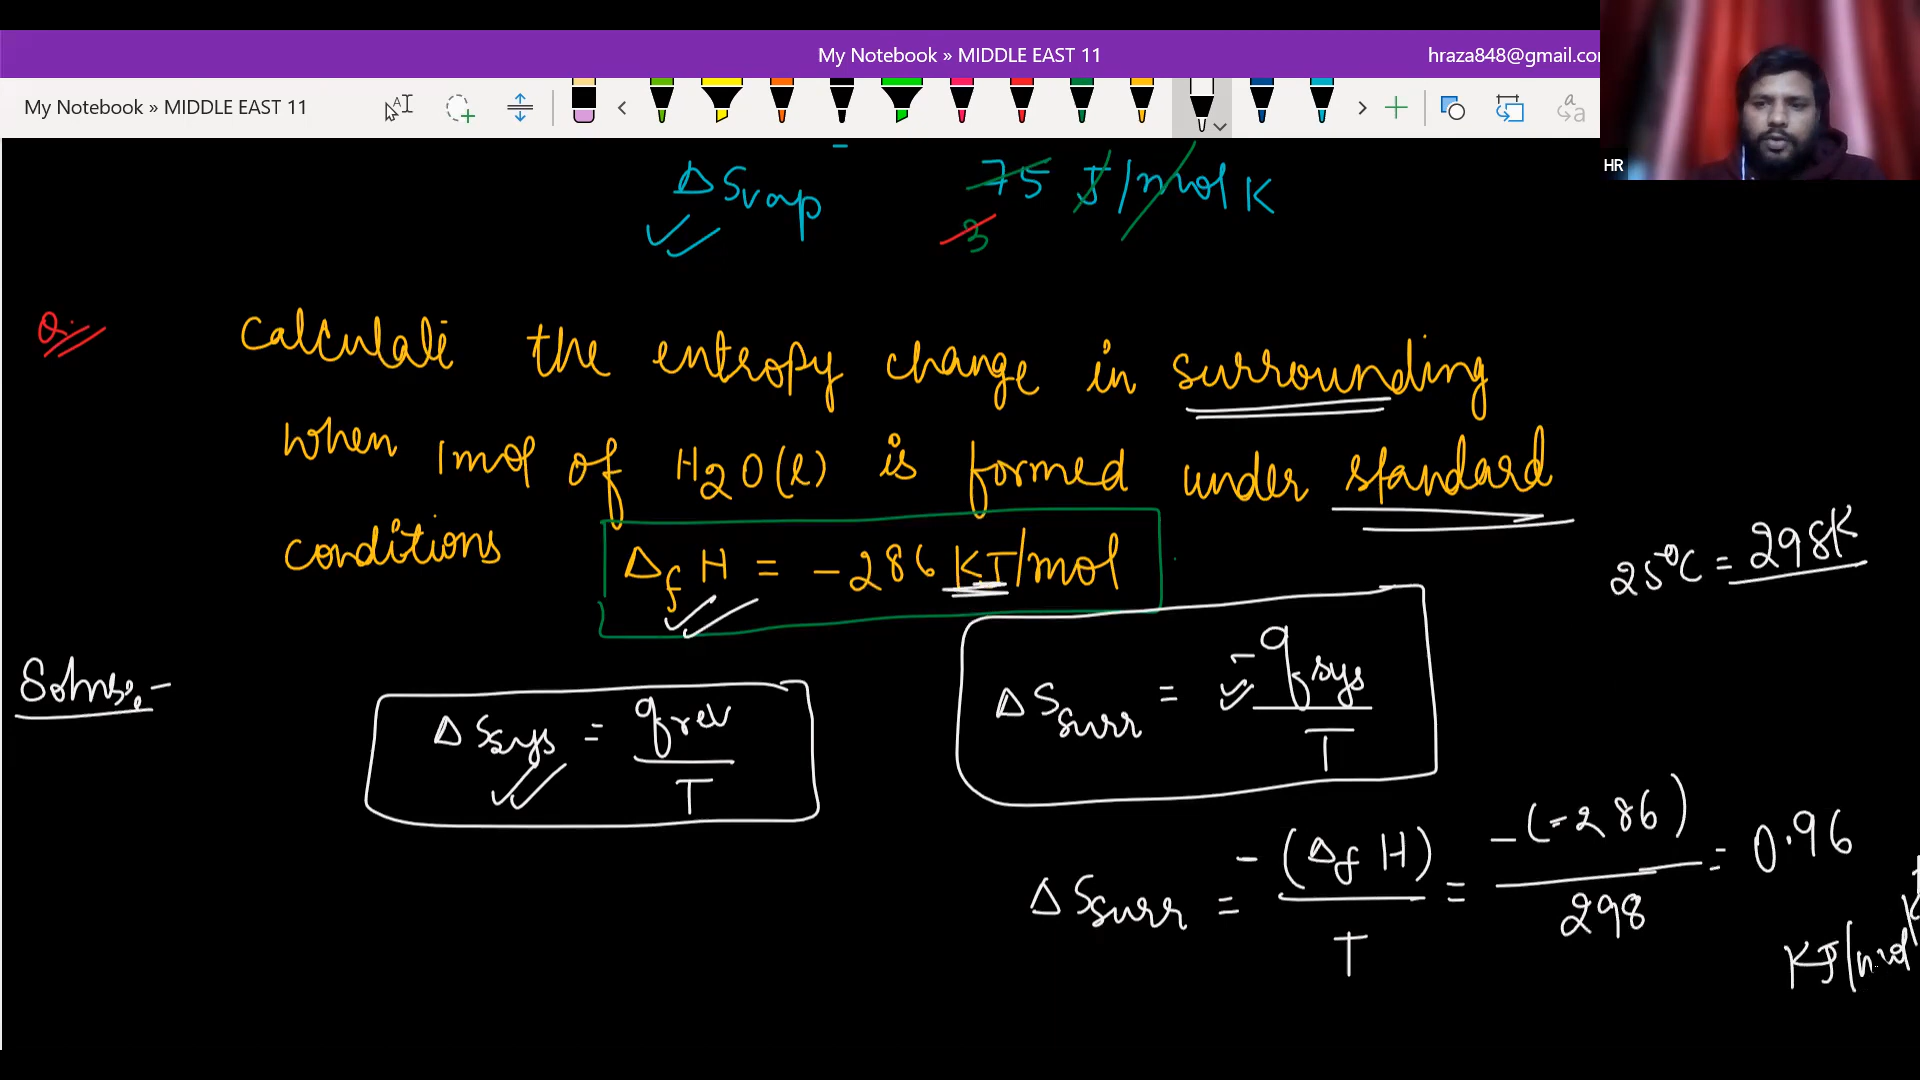 My Notebook » MIDDLE EAST 11
hraza848@gmail.co
My Notebook » MIDDLE EAST 11
HR
ΔSvap 75 J/mol K
3
Q. Calculate the entropy change in surrounding
when 1mol of H2O(l) is formed under standard
conditions ΔfH = -286 KJ/mol
25°C = 298K
Solns:-
ΔSsys = qrev / T
ΔSsurr = -qsys / T
ΔSsurr = -(ΔfH) / T = -(-286) / 298 = 0.96
KJ/mol K